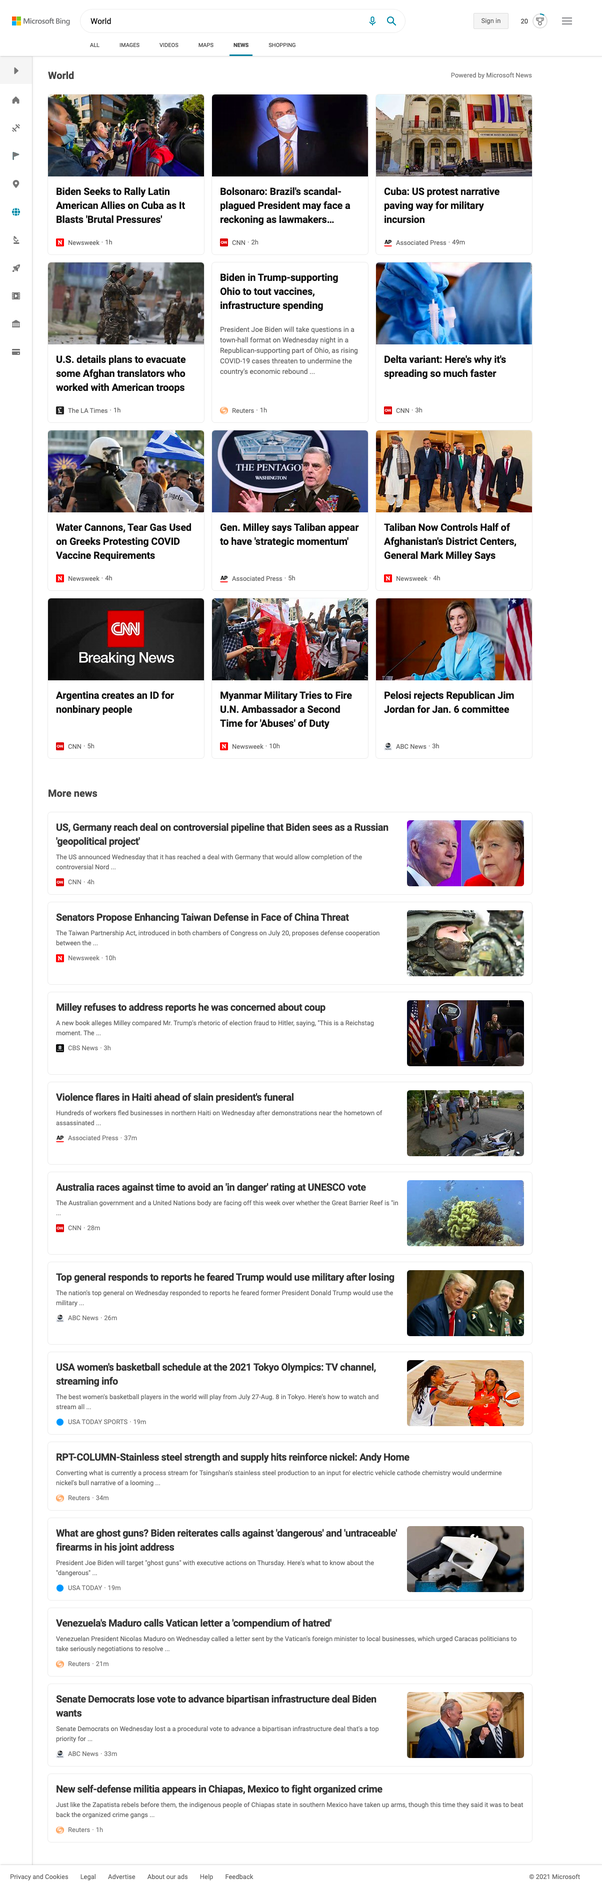 Microsoft Bing
World
Sign in
20
ALL
IMAGES
VIDEOS
MAPS
NEWS
SHOPPING
World
Powered by Microsoft News
Biden Seeks to Rally Latin
American Allies on Cuba as It
Blasts 'Brutal Pressures'
Newsweek · 1h
Bolsonaro: Brazil's scandal-
plagued President may face a
reckoning as lawmakers...
CNN · 2h
Cuba: US protest narrative
paving way for military
incursion
AP Associated Press · 49m
U.S. details plans to evacuate
some Afghan translators who
worked with American troops
The LA Times · 1h
Biden in Trump-supporting
Ohio to tout vaccines,
infrastructure spending
President Joe Biden will take questions in a
town-hall format on Wednesday night in a
Republican-supporting part of Ohio, as rising
COVID-19 cases threaten to undermine the
country's economic rebound ...
Reuters · 1h
Delta variant: Here's why it's
spreading so much faster
CNN · 3h
Water Cannons, Tear Gas Used
on Greeks Protesting COVID
Vaccine Requirements
Newsweek · 4h
THE PENTAGON
WASHINGTON
Gen. Milley says Taliban appear
to have 'strategic momentum'
AP Associated Press · 5h
Taliban Now Controls Half of
Afghanistan's District Centers,
General Mark Milley Says
Newsweek · 4h
CNN
Breaking News
Argentina creates an ID for
nonbinary people
CNN · 5h
Myanmar Military Tries to Fire
U.N. Ambassador a Second
Time for 'Abuses' of Duty
Newsweek · 10h
Pelosi rejects Republican Jim
Jordan for Jan. 6 committee
ABC News · 3h
More news
US, Germany reach deal on controversial pipeline that Biden sees as a Russian
'geopolitical project'
The US announced Wednesday that it has reached a deal with Germany that would allow completion of the
controversial Nord ...
CNN · 4h
Senators Propose Enhancing Taiwan Defense in Face of China Threat
The Taiwan Partnership Act, introduced in both chambers of Congress on July 20, proposes defense cooperation
between the ...
Newsweek · 10h
Milley refuses to address reports he was concerned about coup
A new book alleges Milley compared Mr. Trump's rhetoric of election fraud to Hitler, saying, "This is a Reichstag
moment. The ...
CBS News · 3h
Violence flares in Haiti ahead of slain president's funeral
Hundreds of workers fled businesses in northern Haiti on Wednesday after demonstrations near the hometown of
assassinated ...
AP Associated Press · 37m
Australia races against time to avoid an 'in danger' rating at UNESCO vote
The Australian government and a United Nations body are facing off this week over whether the Great Barrier Reef is "in
...
CNN · 28m
Top general responds to reports he feared Trump would use military after losing
The nation's top general on Wednesday responded to reports he feared former President Donald Trump would use the
military ...
ABC News · 26m
USA women's basketball schedule at the 2021 Tokyo Olympics: TV channel,
streaming info
The best women's basketball players in the world will play from July 27-Aug. 8 in Tokyo. Here's how to watch and
stream all ...
USA TODAY SPORTS · 19m
RPT-COLUMN-Stainless steel strength and supply hits reinforce nickel: Andy Home
Converting what is currently a process stream for Tsingshan's stainless steel production to an input for electric vehicle cathode chemistry would undermine
nickel's bull narrative of a looming ...
Reuters · 34m
What are ghost guns? Biden reiterates calls against 'dangerous' and 'untraceable'
firearms in his joint address
President Joe Biden will target "ghost guns" with executive actions on Thursday. Here's what to know about the
"dangerous" ...
USA TODAY · 19m
Venezuela's Maduro calls Vatican letter a 'compendium of hatred'
Venezuelan President Nicolas Maduro on Wednesday called a letter sent by the Vatican's foreign minister to local businesses, which urged Caracas politicians to
take seriously negotiations to resolve ...
Reuters · 21m
Senate Democrats lose vote to advance bipartisan infrastructure deal Biden
wants
Senate Democrats on Wednesday lost a a procedural vote to advance a bipartisan infrastructure deal that's a top
priority for ...
ABC News · 33m
New self-defense militia appears in Chiapas, Mexico to fight organized crime
Just like the Zapatista rebels before them, the indigenous people of Chiapas state in southern Mexico have taken up arms, though this time they said it was to beat
back the organized crime gangs ...
Reuters · 1h
Privacy and Cookies
Legal
Advertise
About our ads
Help
Feedback
© 2021 Microsoft